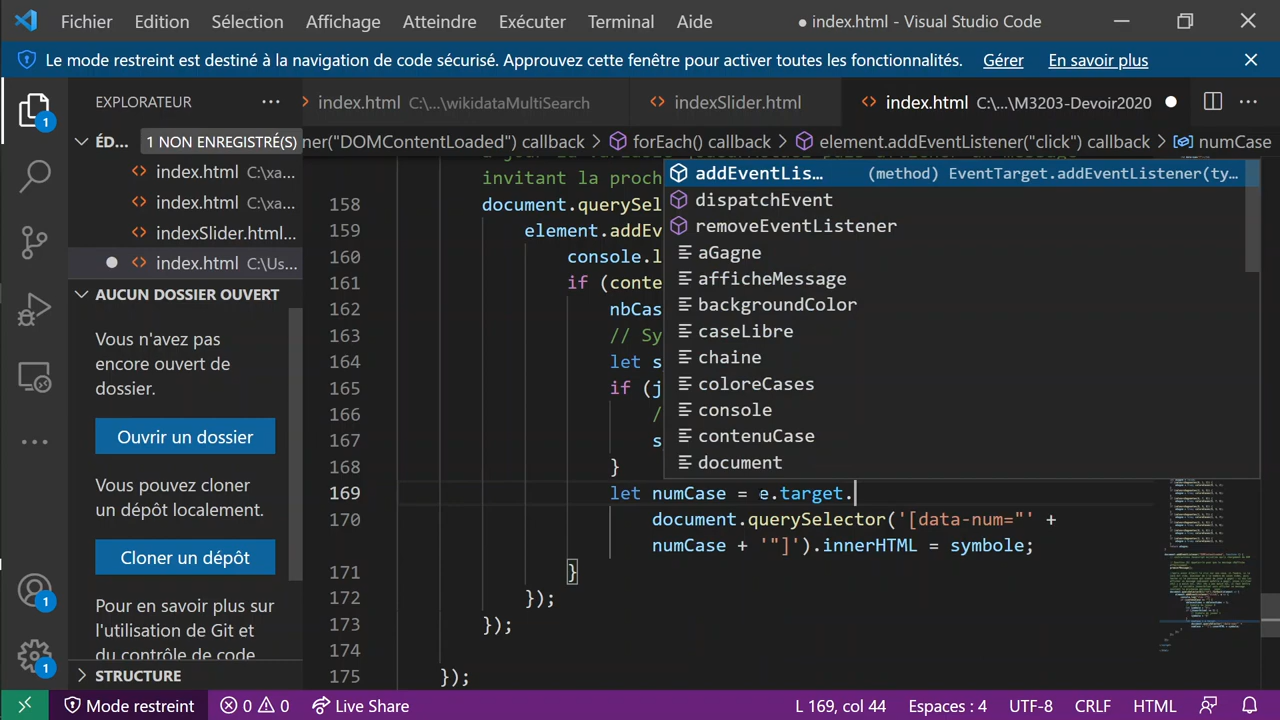 Fichier Edition Sélection Affichage Atteindre Exécuter Terminal Aide ● index.html - Visual Studio Code
Le mode restreint est destiné à la navigation de code sécurisé. Approuvez cette fenêtre pour activer toutes les fonctionnalités. Gérer En savoir plus
EXPLORATEUR
index.html C:\...\wikidataMultiSearch
indexSlider.html
index.html C:\...\M3203-Devoir2020
ÉD... 1 NON ENREGISTRÉ(S)
ner("DOMContentLoaded") callback > forEach() callback > element.addEventListener("click") callback > numCase
index.html C:\xa...
index.html C:\xa...
indexSlider.html...
index.html C:\Us...
AUCUN DOSSIER OUVERT
Vous n'avez pas
encore ouvert de
dossier.
Ouvrir un dossier
Vous pouvez cloner
un dépôt localement.
Cloner un dépôt
Pour en savoir plus sur
l'utilisation de Git et
du contrôle de code
STRUCTURE
invitant la proch
158 document.querySel
159 element.addEv
160 console.l
161 if (conte
162 nbCas
163 // Sy
164 let s
165 if (j
166 /
167 s
168 }
169 let numCase = e.target.
170 document.querySelector('[data-num="' +
numCase + '"]').innerHTML = symbole;
171 }
172 });
173 });
174
175 });
addEventLis... (method) EventTarget.addEventListener(ty...
dispatchEvent
removeEventListener
aGagne
afficheMessage
backgroundColor
caseLibre
chaine
coloreCases
console
contenuCase
document
1
1
1
Mode restreint 0 0 Live Share L 169, col 44 Espaces : 4 UTF-8 CRLF HTML